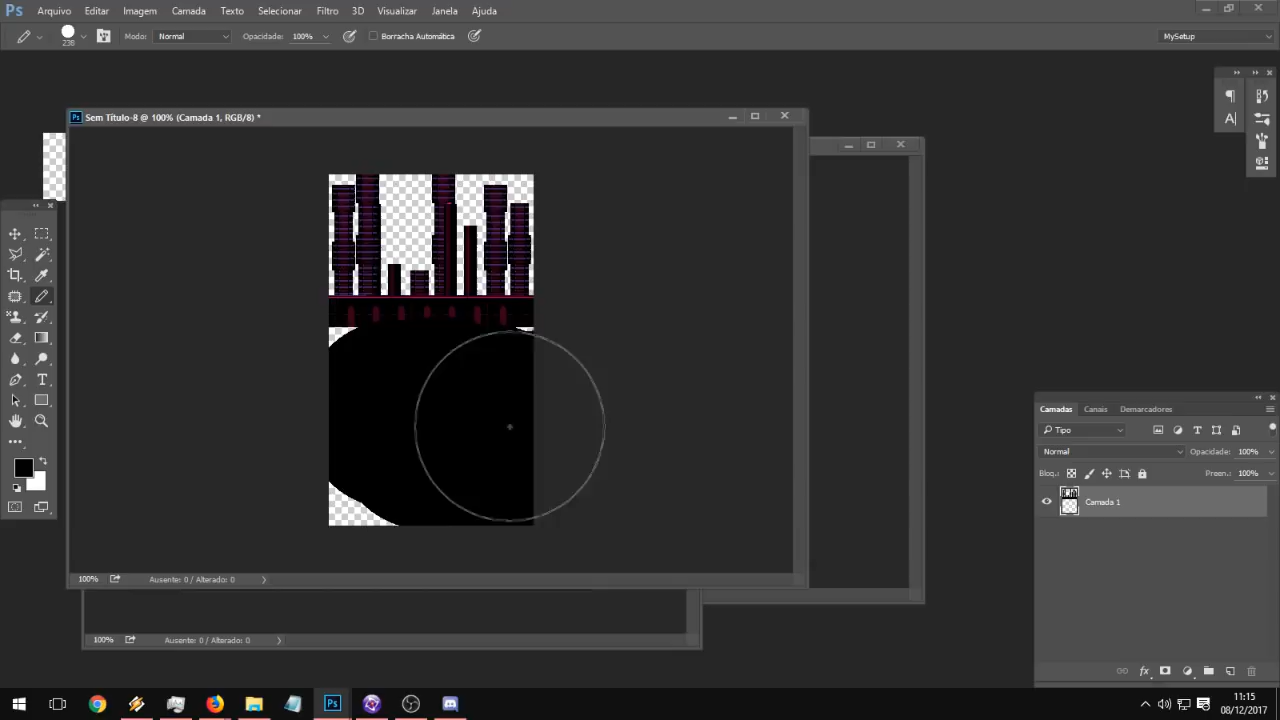 Ps Arquivo Editar Imagem Camada Texto Selecionar Filtro 3D Visualizar Janela Ajuda
238 Modo: Normal Opacidade: 100% Borracha Automática MySetup
Ps Sem Título-8 @ 100% (Camada 1, RGB/8) *
Camadas Canais Demarcadores
Tipo
Normal Opacidade: 100%
Bloq.: Preen.: 100%
Camada 1
100% Ausente: 0 / Alterado: 0
100% Ausente: 0 / Alterado: 0
Ps 11:15
08/12/2017